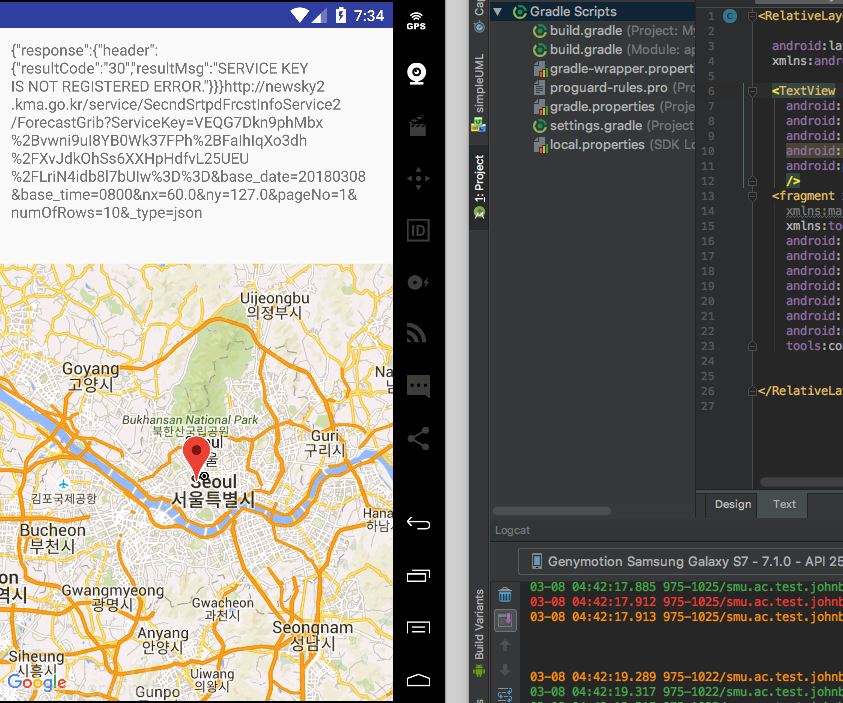 7:34
{"response":{"header":
{"resultCode":"30","resultMsg":"SERVICE KEY
IS NOT REGISTERED ERROR."}}}http://newsky2
.kma.go.kr/service/SecndSrtpdFrcstInfoService2
/ForecastGrib?ServiceKey=VEQG7Dkn9phMbx
%2Bvwni9uI8YB0Wk37FPh%2BFaIhIqXo3dh
%2FXvJdkOhSs6XXHpHdfvL25UEU
%2FLriN4idb8l7bUIw%3D%3D&base_date=20180308
&base_time=0800&nx=60.0&ny=127.0&pageNo=1&
numOfRows=10&_type=json
Uijeongbu
의정부시
Goyang
고양시
Bukhansan National Park
북한산국립공원
Guri
구리시
Seoul
서울특별시
김포국제공항
Bucheon
부천시
하남
Gwangmyeong
광명시
Gwacheon
과천시
Anyang
안양시
Seongnam
성남시
Siheung
시흥시
Uiwang
의왕시
Gunpo
Google
GPS
ID
simpleUML
1: Project
Build Variants
Gradle Scripts
build.gradle (Project: My
build.gradle (Module: ap
gradle-wrapper.propert
proguard-rules.pro (Pro
gradle.properties (Proje
settings.gradle (Project
local.properties (SDK Lo
1 <RelativeLay
2
3 android:la
4 xmlns:andr
5
6 <TextView
7 android:
8 android:
9 android:
10 android:
11 android:
12 />
13 <fragment
14 xmlns:ma
15 xmlns:to
16 android:
17 android:
18 android:
19 android:
20 android:
21 android:
22 android:
23 tools:co
24
25
26 </RelativeLa
27
Design Text
Logcat
Genymotion Samsung Galaxy S7 - 7.1.0 - API 25
03-08 04:42:17.885 975-1025/smu.ac.test.johnb
03-08 04:42:17.912 975-1025/smu.ac.test.johnb
03-08 04:42:17.913 975-1025/smu.ac.test.johnb
03-08 04:42:19.289 975-1022/smu.ac.test.johnb
03-08 04:42:19.317 975-1022/smu.ac.test.johnb